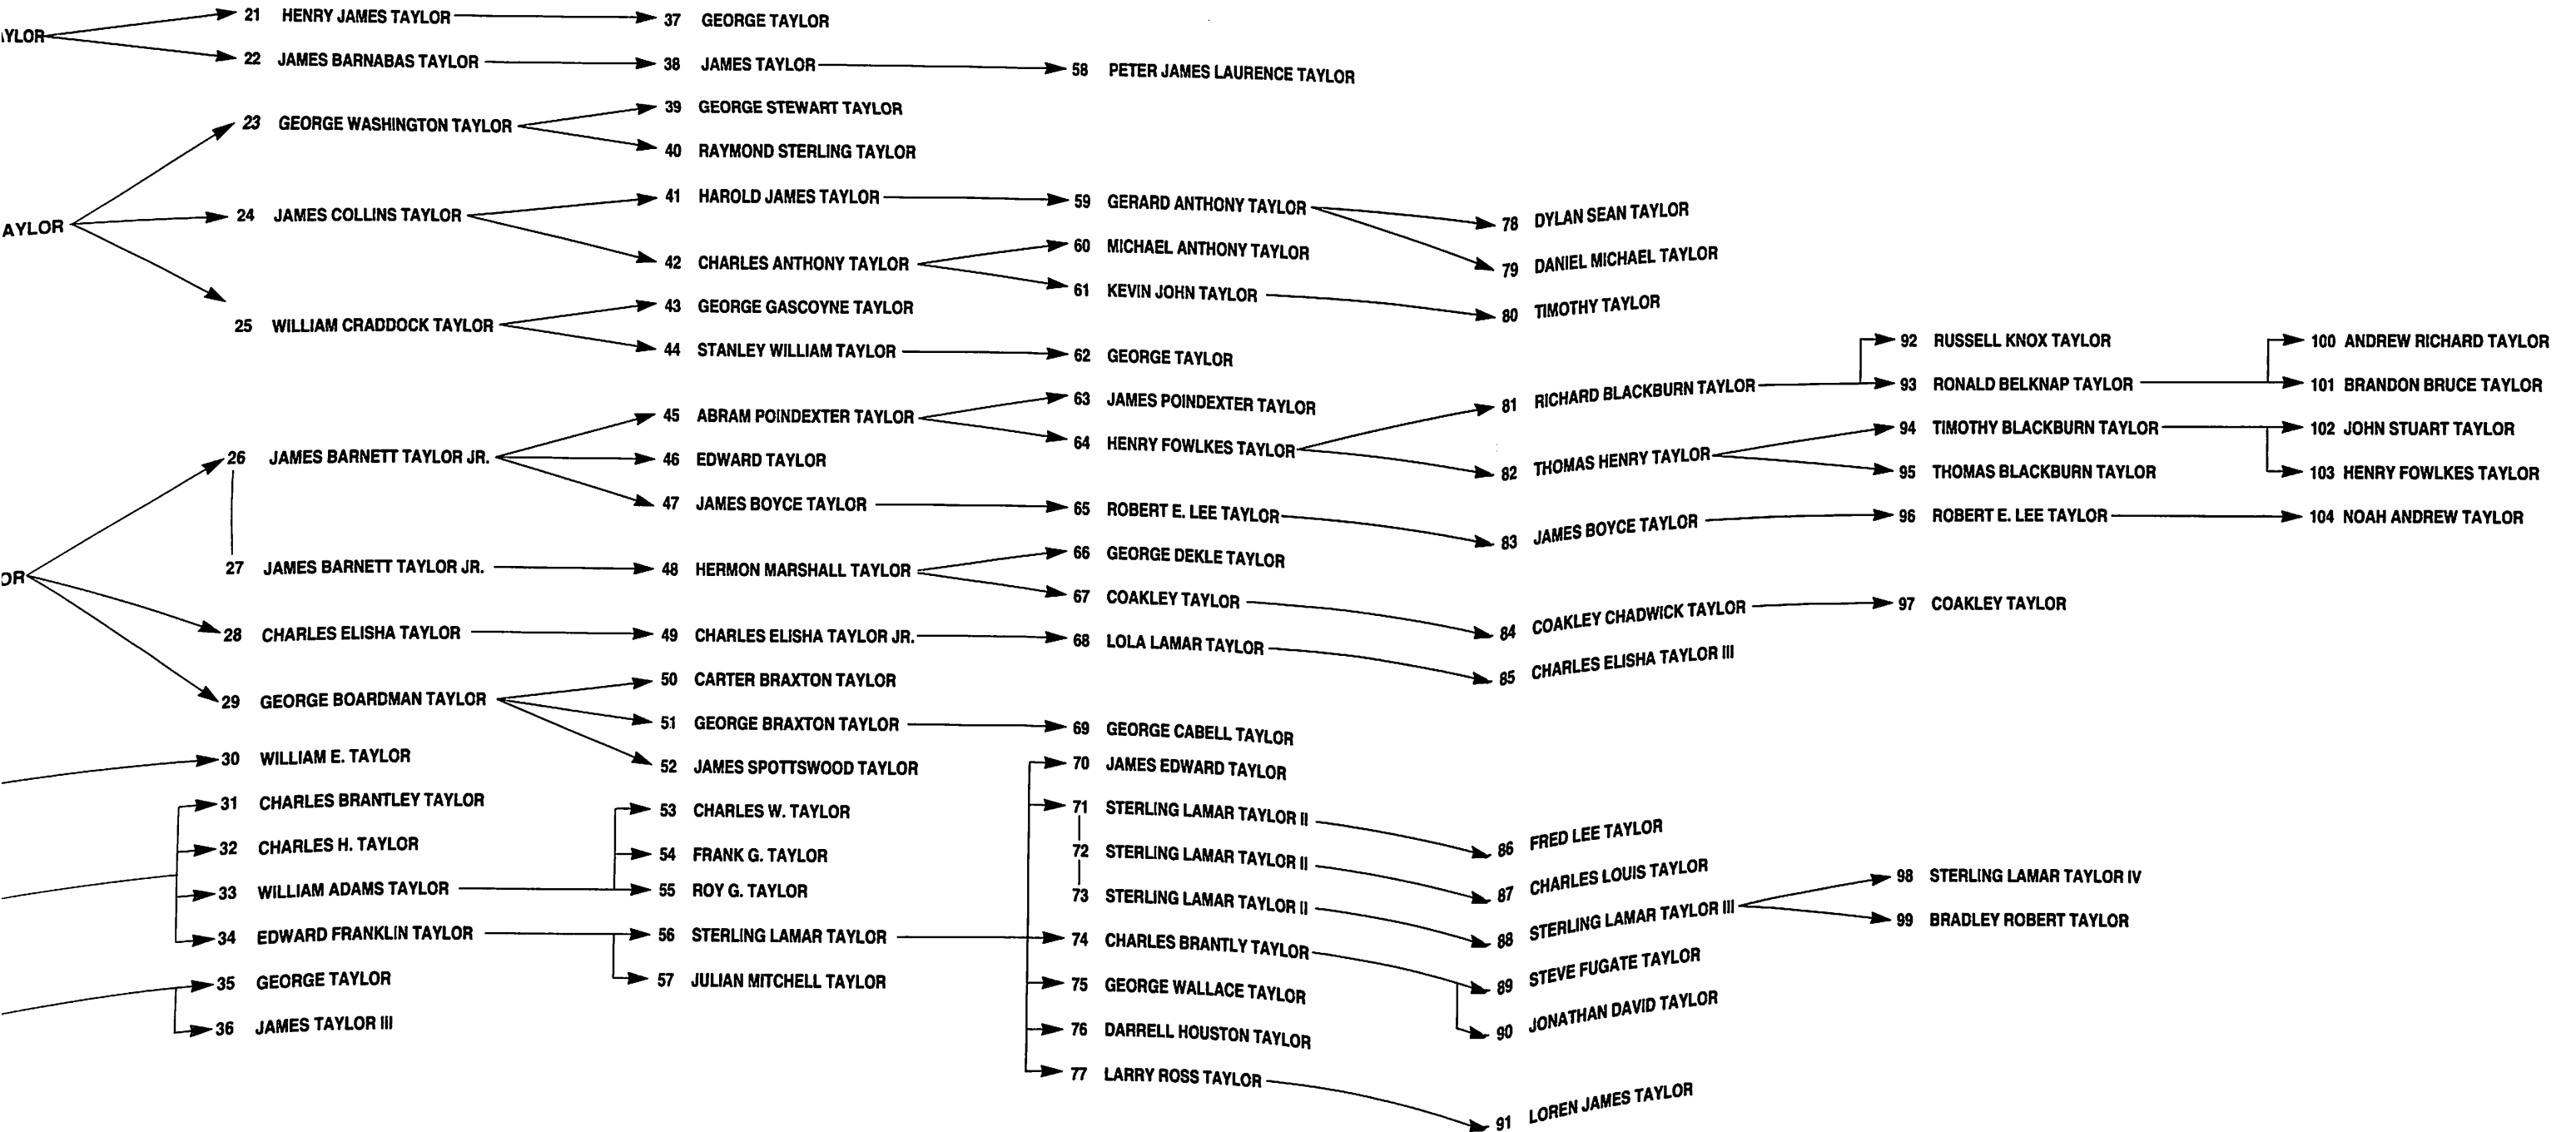 AYLOR
AYLOR
OR
21 HENRY JAMES TAYLOR
22 JAMES BARNABAS TAYLOR
23 GEORGE WASHINGTON TAYLOR
24 JAMES COLLINS TAYLOR
25 WILLIAM CRADDOCK TAYLOR
26 JAMES BARNETT TAYLOR JR.
27 JAMES BARNETT TAYLOR JR.
28 CHARLES ELISHA TAYLOR
29 GEORGE BOARDMAN TAYLOR
30 WILLIAM E. TAYLOR
31 CHARLES BRANTLEY TAYLOR
32 CHARLES H. TAYLOR
33 WILLIAM ADAMS TAYLOR
34 EDWARD FRANKLIN TAYLOR
35 GEORGE TAYLOR
36 JAMES TAYLOR III
37 GEORGE TAYLOR
38 JAMES TAYLOR
39 GEORGE STEWART TAYLOR
40 RAYMOND STERLING TAYLOR
41 HAROLD JAMES TAYLOR
42 CHARLES ANTHONY TAYLOR
43 GEORGE GASCOYNE TAYLOR
44 STANLEY WILLIAM TAYLOR
45 ABRAM POINDEXTER TAYLOR
46 EDWARD TAYLOR
47 JAMES BOYCE TAYLOR
48 HERMON MARSHALL TAYLOR
49 CHARLES ELISHA TAYLOR JR.
50 CARTER BRAXTON TAYLOR
51 GEORGE BRAXTON TAYLOR
52 JAMES SPOTTSWOOD TAYLOR
53 CHARLES W. TAYLOR
54 FRANK G. TAYLOR
55 ROY G. TAYLOR
56 STERLING LAMAR TAYLOR
57 JULIAN MITCHELL TAYLOR
58 PETER JAMES LAURENCE TAYLOR
59 GERARD ANTHONY TAYLOR
60 MICHAEL ANTHONY TAYLOR
61 KEVIN JOHN TAYLOR
62 GEORGE TAYLOR
63 JAMES POINDEXTER TAYLOR
64 HENRY FOWLKES TAYLOR
65 ROBERT E. LEE TAYLOR
66 GEORGE DEKLE TAYLOR
67 COAKLEY TAYLOR
68 LOLA LAMAR TAYLOR
69 GEORGE CABELL TAYLOR
70 JAMES EDWARD TAYLOR
71 STERLING LAMAR TAYLOR II
72 STERLING LAMAR TAYLOR II
73 STERLING LAMAR TAYLOR II
74 CHARLES BRANTLY TAYLOR
75 GEORGE WALLACE TAYLOR
76 DARRELL HOUSTON TAYLOR
77 LARRY ROSS TAYLOR
78 DYLAN SEAN TAYLOR
79 DANIEL MICHAEL TAYLOR
80 TIMOTHY TAYLOR
81 RICHARD BLACKBURN TAYLOR
82 THOMAS HENRY TAYLOR
83 JAMES BOYCE TAYLOR
84 COAKLEY CHADWICK TAYLOR
85 CHARLES ELISHA TAYLOR III
86 FRED LEE TAYLOR
87 CHARLES LOUIS TAYLOR
88 STERLING LAMAR TAYLOR III
89 STEVE FUGATE TAYLOR
90 JONATHAN DAVID TAYLOR
91 LOREN JAMES TAYLOR
92 RUSSELL KNOX TAYLOR
93 RONALD BELKNAP TAYLOR
94 TIMOTHY BLACKBURN TAYLOR
95 THOMAS BLACKBURN TAYLOR
96 ROBERT E. LEE TAYLOR
97 COAKLEY TAYLOR
98 STERLING LAMAR TAYLOR IV
99 BRADLEY ROBERT TAYLOR
100 ANDREW RICHARD TAYLOR
101 BRANDON BRUCE TAYLOR
102 JOHN STUART TAYLOR
103 HENRY FOWLKES TAYLOR
104 NOAH ANDREW TAYLOR